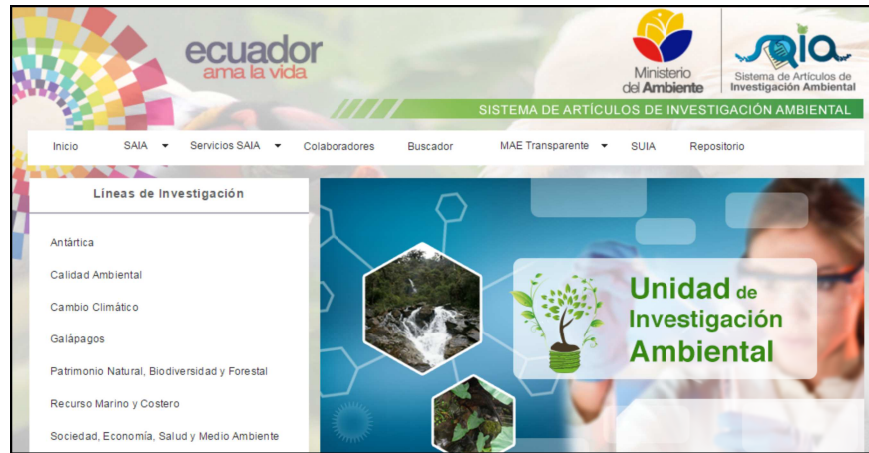 ecuador
ama la vida
Ministerio
del Ambiente
SAIA
Sistema de Artículos de
Investigación Ambiental
SISTEMA DE ARTÍCULOS DE INVESTIGACIÓN AMBIENTAL
Inicio SAIA Servicios SAIA Colaboradores Buscador MAE Transparente SUIA Repositorio
Líneas de Investigación
Antártica
Calidad Ambiental
Cambio Climático
Galápagos
Patrimonio Natural, Biodiversidad y Forestal
Recurso Marino y Costero
Sociedad, Economía, Salud y Medio Ambiente
Unidad de
Investigación
Ambiental